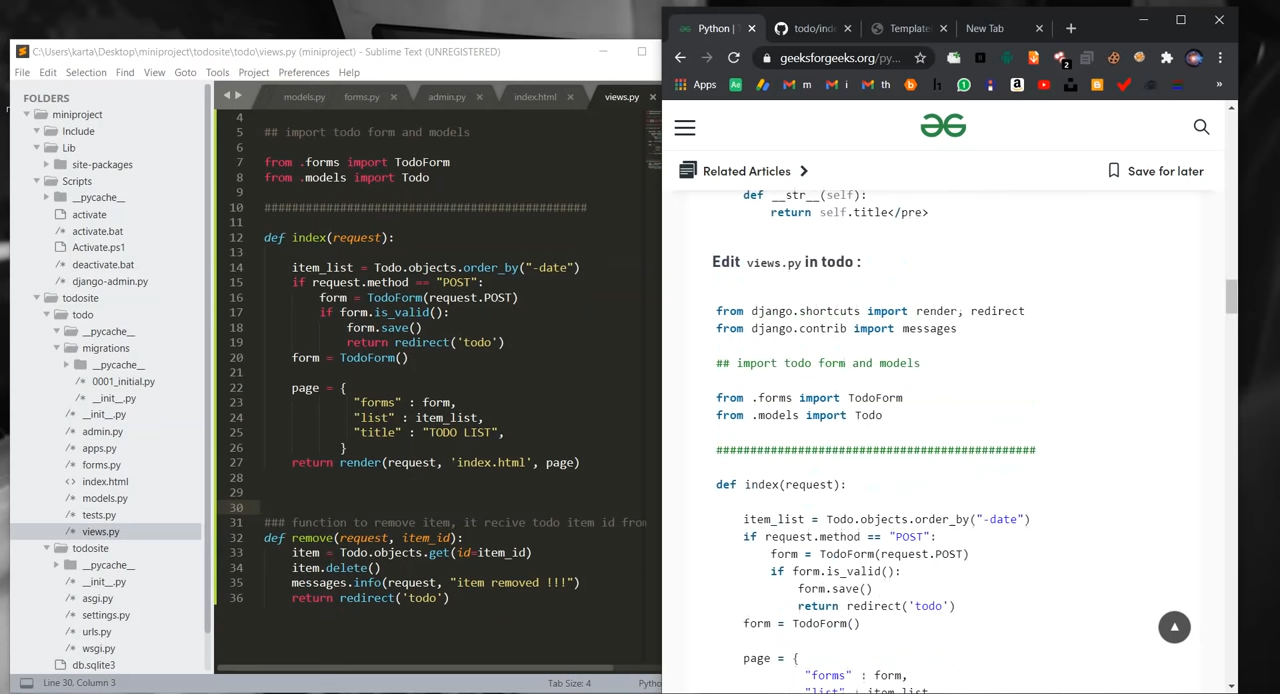 C:\Users\karta\Desktop\miniproject\todosite\todo\views.py (miniproject) - Sublime Text (UNREGISTERED)
File Edit Selection Find View Goto Tools Project Preferences Help
FOLDERS
miniproject
Include
Lib
site-packages
Scripts
__pycache__
activate
activate.bat
Activate.ps1
deactivate.bat
django-admin.py
todosite
todo
__pycache__
migrations
__pycache__
0001_initial.py
__init__.py
__init__.py
admin.py
apps.py
forms.py
index.html
models.py
tests.py
views.py
todosite
__pycache__
__init__.py
asgi.py
settings.py
urls.py
wsgi.py
db.sqlite3
models.py forms.py admin.py index.html views.py
4
5 ## import todo form and models
6
7 from .forms import TodoForm
8 from .models import Todo
9
10 ###############################################
11
12 def index(request):
13
14 item_list = Todo.objects.order_by("-date")
15 if request.method == "POST":
16 form = TodoForm(request.POST)
17 if form.is_valid():
18 form.save()
19 return redirect('todo')
20 form = TodoForm()
21
22 page = {
23 "forms" : form,
24 "list" : item_list,
25 "title" : "TODO LIST",
26 }
27 return render(request, 'index.html', page)
28
29
30
31 ### function to remove item, it recive todo item id from
32 def remove(request, item_id):
33 item = Todo.objects.get(id=item_id)
34 item.delete()
35 messages.info(request, "item removed !!!")
36 return redirect('todo')
Line 30, Column 3 Tab Size: 4 Pytho
Python | todo/ind Template New Tab
geeksforgeeks.org/py... 2
Apps Ae m i th b h a »
Related Articles Save for later
def __str__(self):
return self.title</pre>
Edit views.py in todo :
from django.shortcuts import render, redirect
from django.contrib import messages
## import todo form and models
from .forms import TodoForm
from .models import Todo
###############################################
def index(request):
item_list = Todo.objects.order_by("-date")
if request.method == "POST":
form = TodoForm(request.POST)
if form.is_valid():
form.save()
return redirect('todo')
form = TodoForm()
page = {
"forms" : form,
"list" : item_list